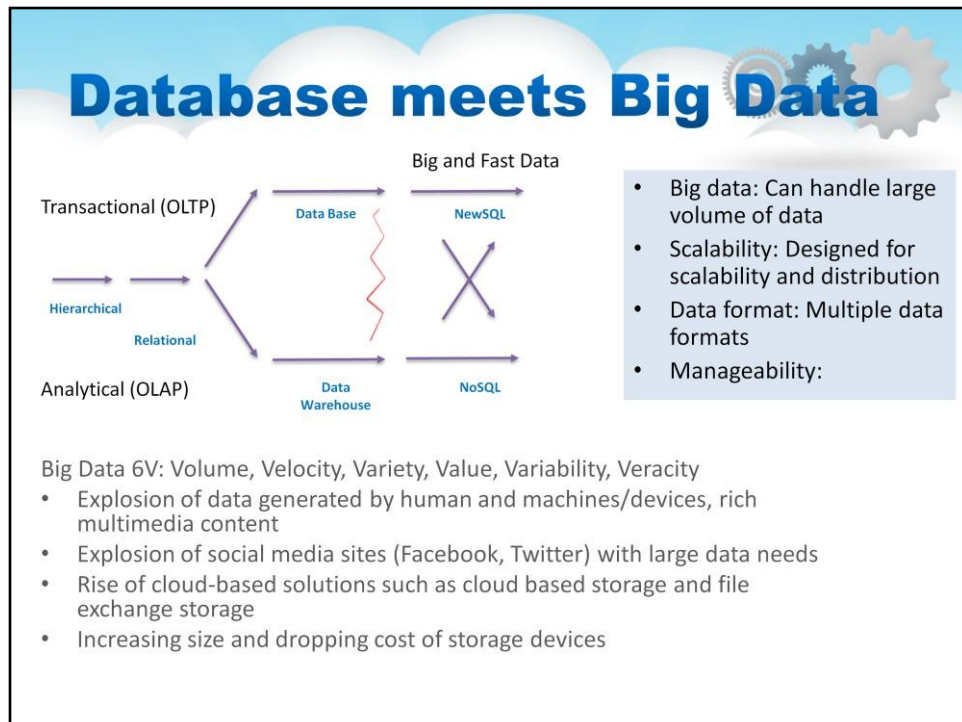 Database meets Big Data
Big and Fast Data
Transactional (OLTP)
Data Base
NewSQL
Hierarchical
Relational
Analytical (OLAP)
Data
Warehouse
NoSQL
• Big data: Can handle large
volume of data
• Scalability: Designed for
scalability and distribution
• Data format: Multiple data
formats
• Manageability:
Big Data 6V: Volume, Velocity, Variety, Value, Variability, Veracity
• Explosion of data generated by human and machines/devices, rich
multimedia content
• Explosion of social media sites (Facebook, Twitter) with large data needs
• Rise of cloud-based solutions such as cloud based storage and file
exchange storage
• Increasing size and dropping cost of storage devices